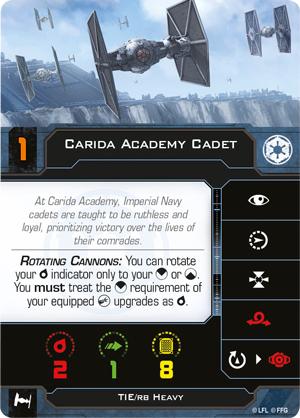 1
CARIDA ACADEMY CADET
At Carida Academy, Imperial Navy
cadets are taught to be ruthless and
loyal, prioritizing victory over the lives of
their comrades.
ROTATING CANNONS: You can rotate
your indicator only to your or .
You must treat the requirement of
your equipped upgrades as .
2 1 8
TIE/RB HEAVY
©LFL ©FFG